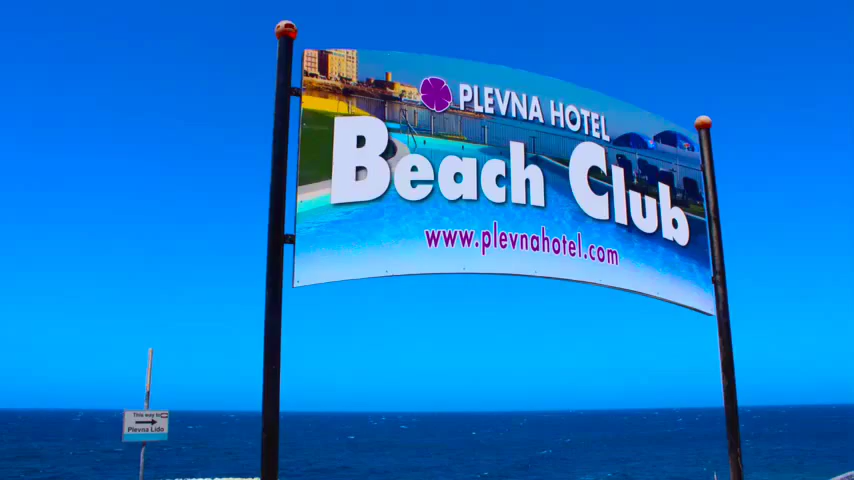 PLEVNA HOTEL
Beach Club
www.plevnahotel.com
This way to
Plevna Lido